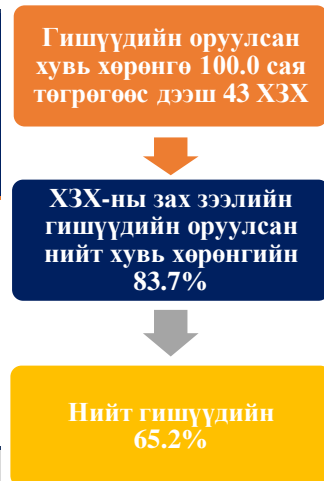 Гишүүдийн оруулсан
хувь хөрөнгө 100.0 сая
төгрөгөөс дээш 43 ХЗХ
ХЗХ-ны зах зээлийн
гишүүдийн оруулсан
нийт хувь хөрөнгийн
83.7%
Нийт гишүүдийн
65.2%